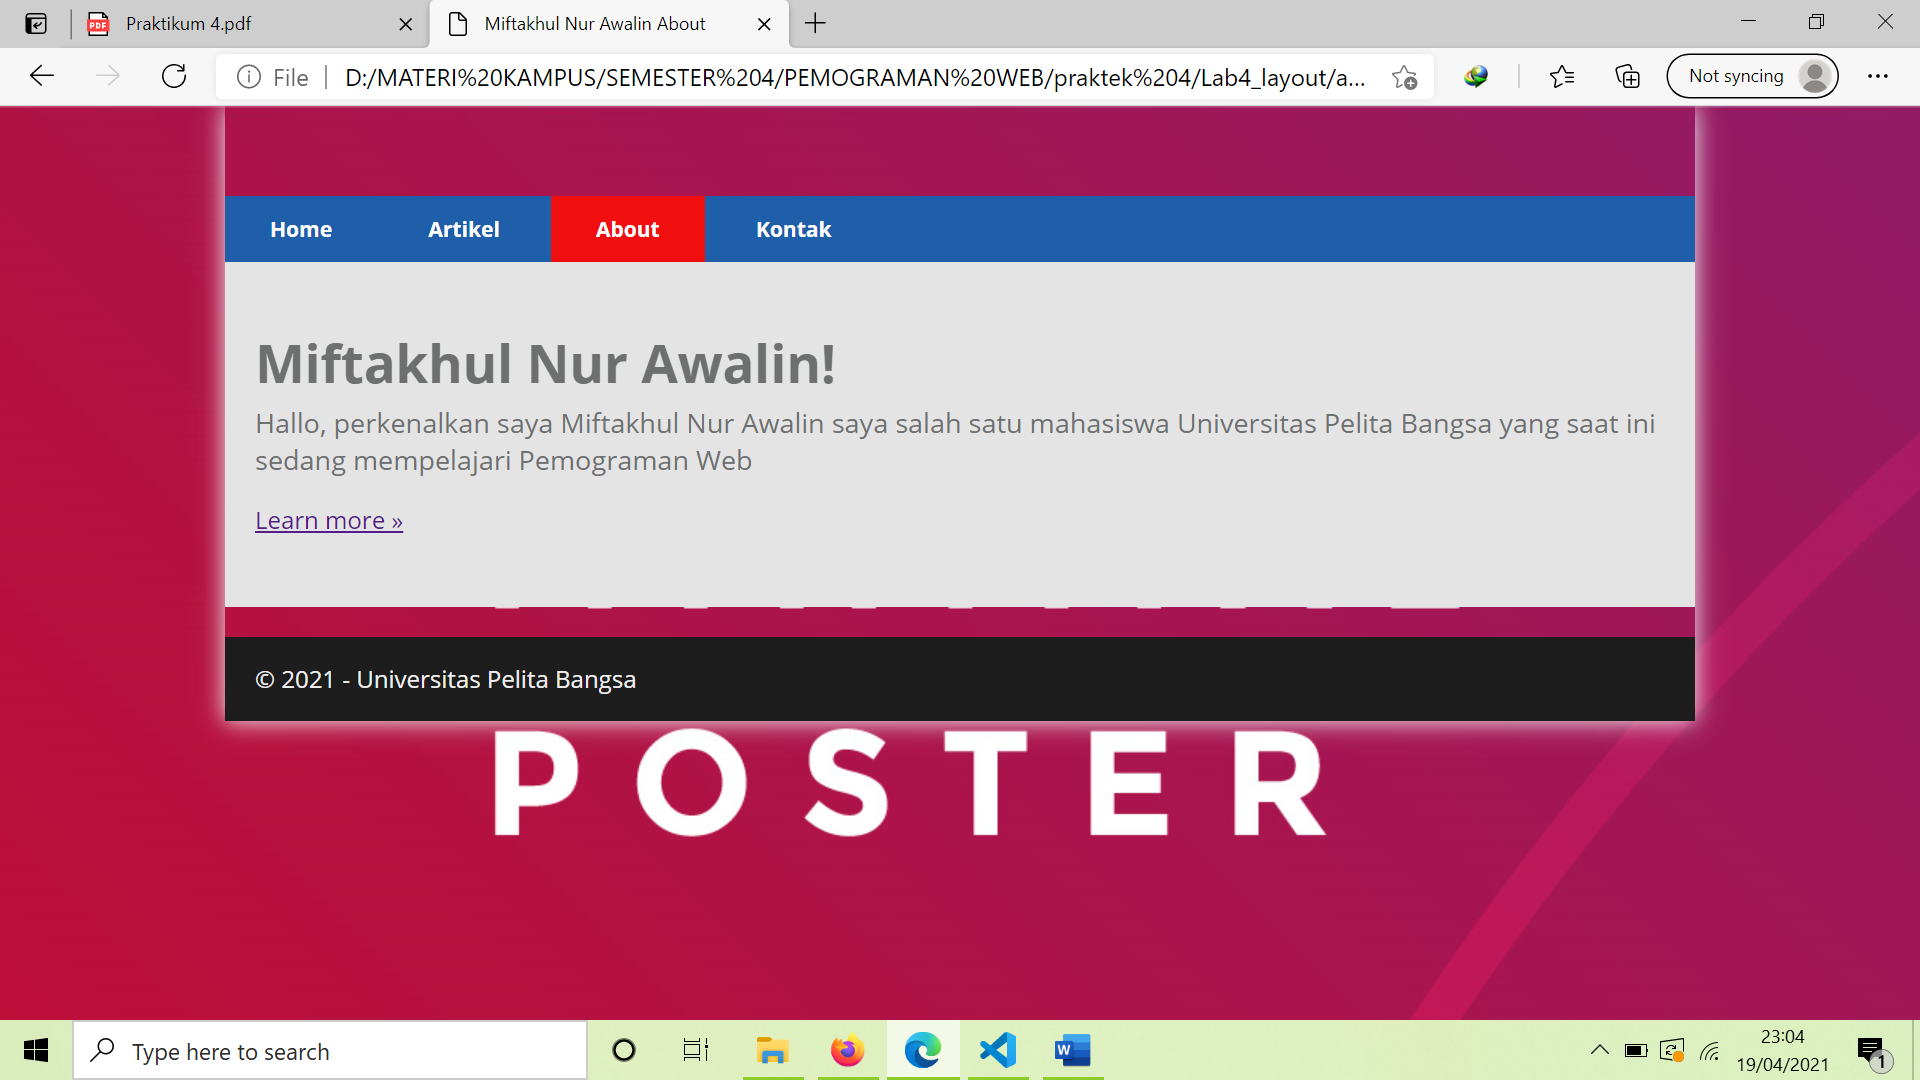 Praktikum 4.pdf
Miftakhul Nur Awalin About
File
D:/MATERI%20KAMPUS/SEMESTER%204/PEMOGRAMAN%20WEB/praktek%204/Lab4_layout/a...
Not syncing
Home
Artikel
About
Kontak
Miftakhul Nur Awalin!
Hallo, perkenalkan saya Miftakhul Nur Awalin saya salah satu mahasiswa Universitas Pelita Bangsa yang saat ini
sedang mempelajari Pemograman Web
Learn more »
© 2021 - Universitas Pelita Bangsa
POSTER
Type here to search
23:04
19/04/2021
1